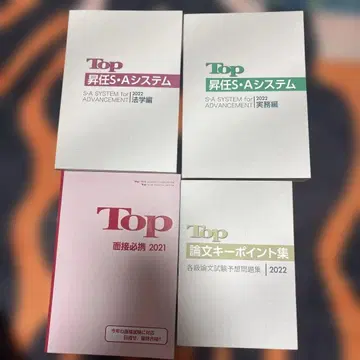 Top
昇任S・Aシステム
S・A SYSTEM for
ADVANCEMENT
2022
法学編
Top
昇任S・Aシステム
S・A SYSTEM for
ADVANCEMENT
2022
実務編
Top
面接必携 2021
Top
論文キーポイント集
各級論文試験予想問題集 2022